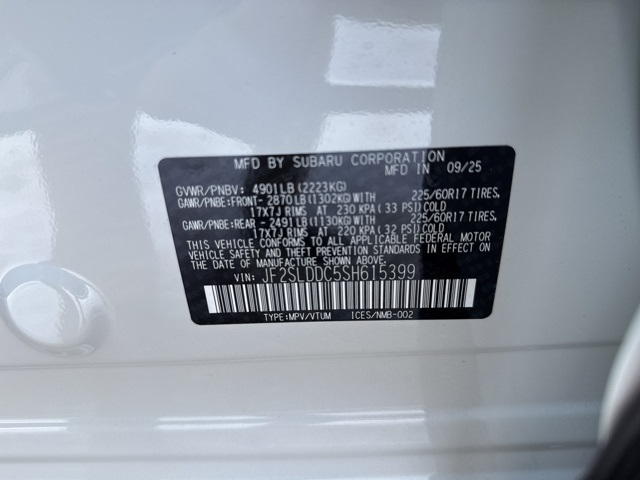 MFD BY SUBARU CORPORATION
MFD IN 09/25
GVWR/PNBV: 4901LB(2223KG)
GAWR/PNBE:FRONT- 2870LB(1302KG)WITH 225/60R17 TIRES.
17X7J RIMS AT 230 KPA(33 PSI)COLD
GAWR/PNBE:REAR - 2491LB(1130KG)WITH 225/60R17 TIRES.
17X7J RIMS AT 220 KPA(32 PSI)COLD
THIS VEHICLE CONFORMS TO ALL APPLICABLE FEDERAL MOTOR
VEHICLE SAFETY AND THEFT PREVENTION STANDARDS IN EFFECT
ON THE DATE OF MANUFACTURE SHOWN ABOVE.
VIN: JF2SLDDC5SH615399
TYPE:MPV/VTUM ICES/NMB-002